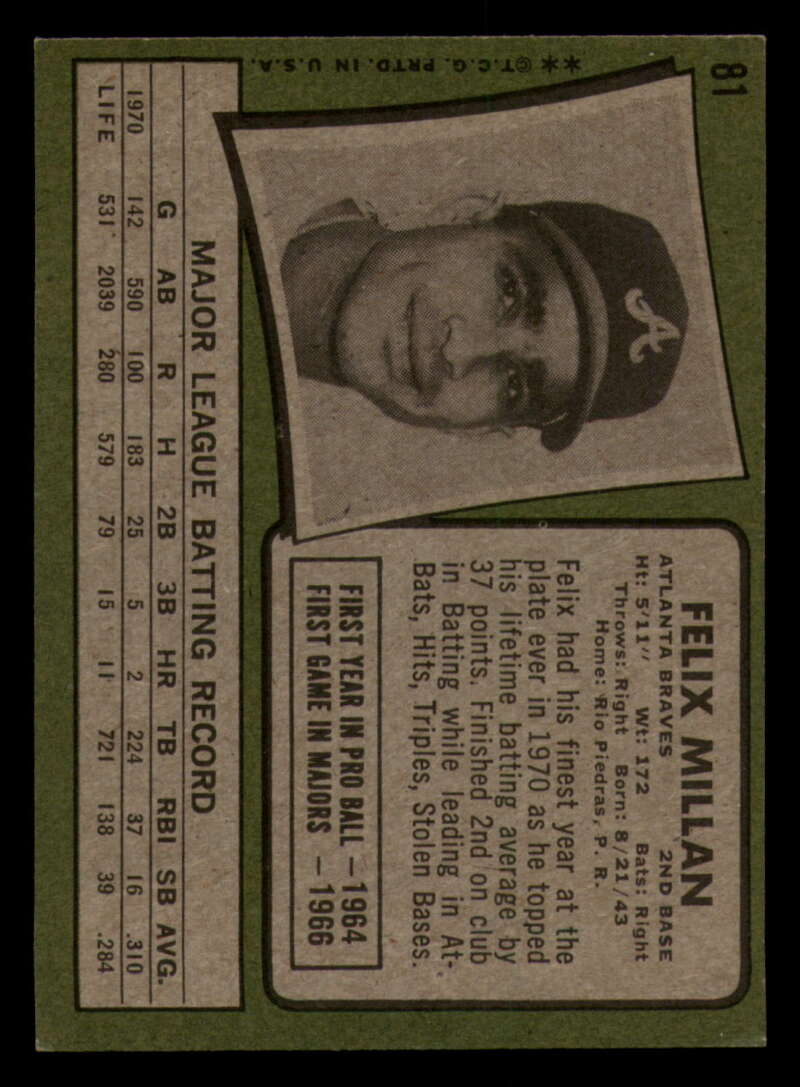 81
**©T.C.G. PRTD. IN U.S.A.
A
FELIX MILLAN
ATLANTA BRAVES 2ND BASE
Ht: 5'11" Wt: 172 Bats: Right
Throws: Right Born: 8/21/43
Home: Rio Piedras, P. R.
Felix had his finest year at the
plate ever in 1970 as he topped
his lifetime batting average by
37 points. Finished 2nd on club
in Batting while leading in At-
Bats, Hits, Triples, Stolen Bases.
FIRST YEAR IN PRO BALL —1964
FIRST GAME IN MAJORS —1966
MAJOR LEAGUE BATTING RECORD
G AB R H 2B 3B HR TB RBI SB AVG.
1970 142 590 100 183 25 5 2 224 37 16 .310
LIFE 531 2039 280 579 79 15 11 721 138 39 .284